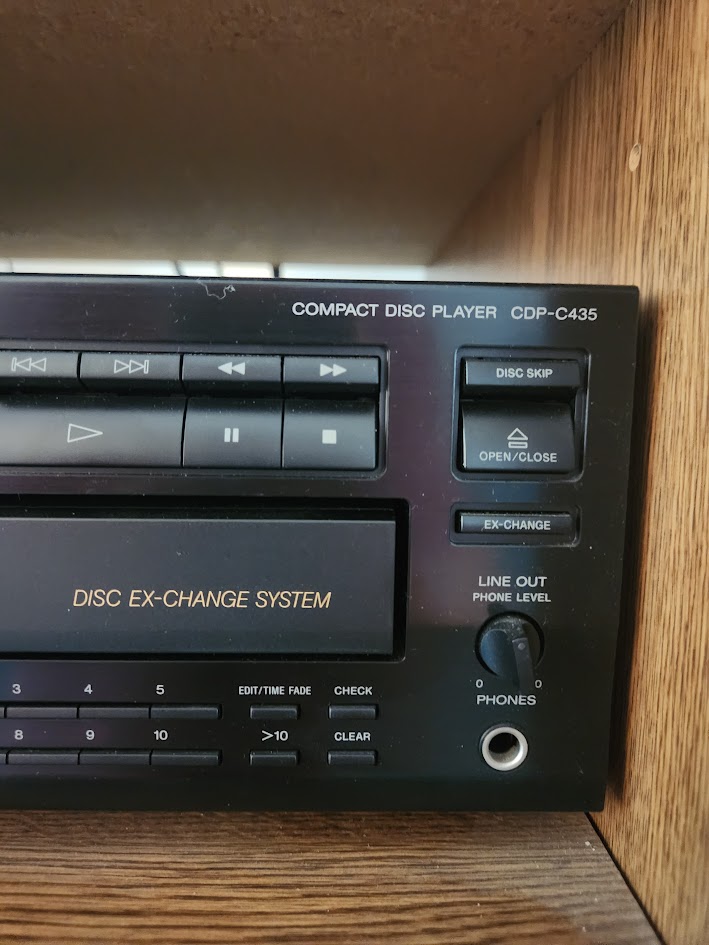 COMPACT DISC PLAYER CDP-C435
DISC SKIP
OPEN/CLOSE
EX-CHANGE
DISC EX-CHANGE SYSTEM
LINE OUT
PHONE LEVEL
0 0
PHONES
3 4 5 EDIT/TIME FADE CHECK
8 9 10 >10 CLEAR